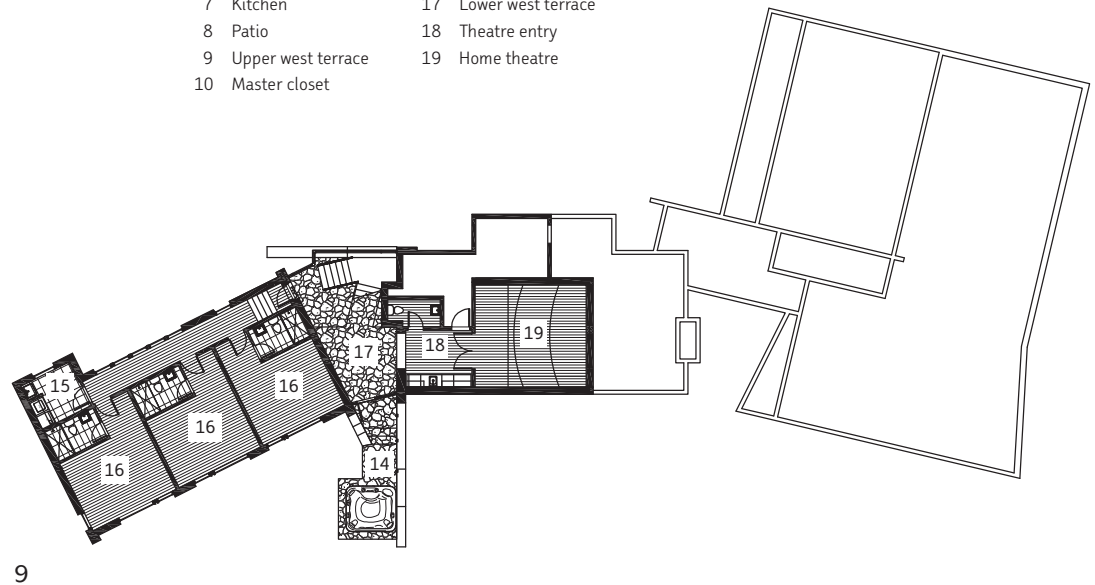 7 Kitchen
8 Patio
9 Upper west terrace
10 Master closet
17 Lower west terrace
18 Theatre entry
19 Home theatre
15
16
16
16
17
18
19
14
9